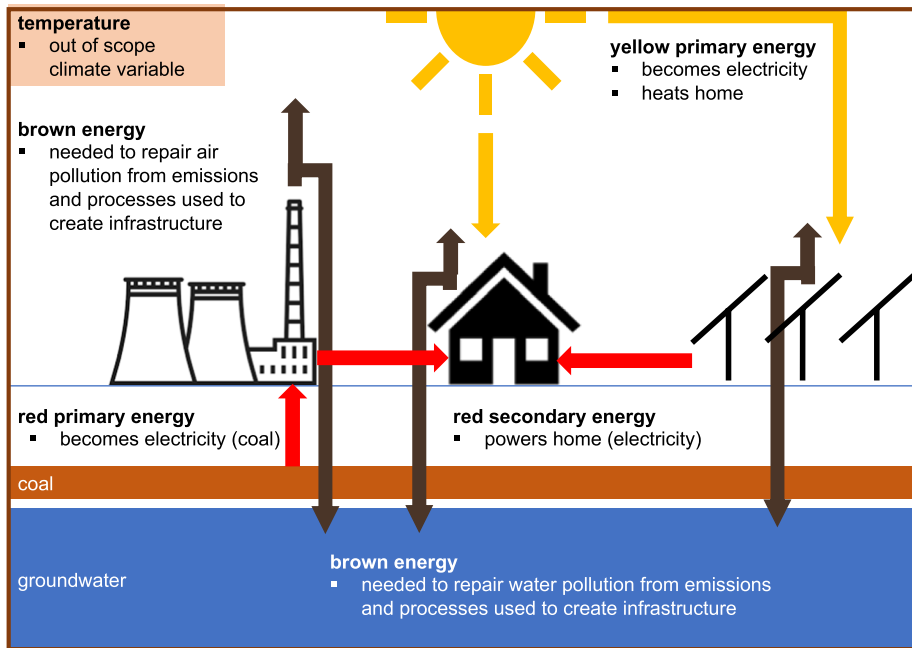 temperature
▪ out of scope
climate variable
yellow primary energy
▪ becomes electricity
▪ heats home
brown energy
▪ needed to repair air
pollution from emissions
and processes used to
create infrastructure
red primary energy
▪ becomes electricity (coal)
red secondary energy
▪ powers home (electricity)
coal
groundwater
brown energy
▪ needed to repair water pollution from emissions
and processes used to create infrastructure